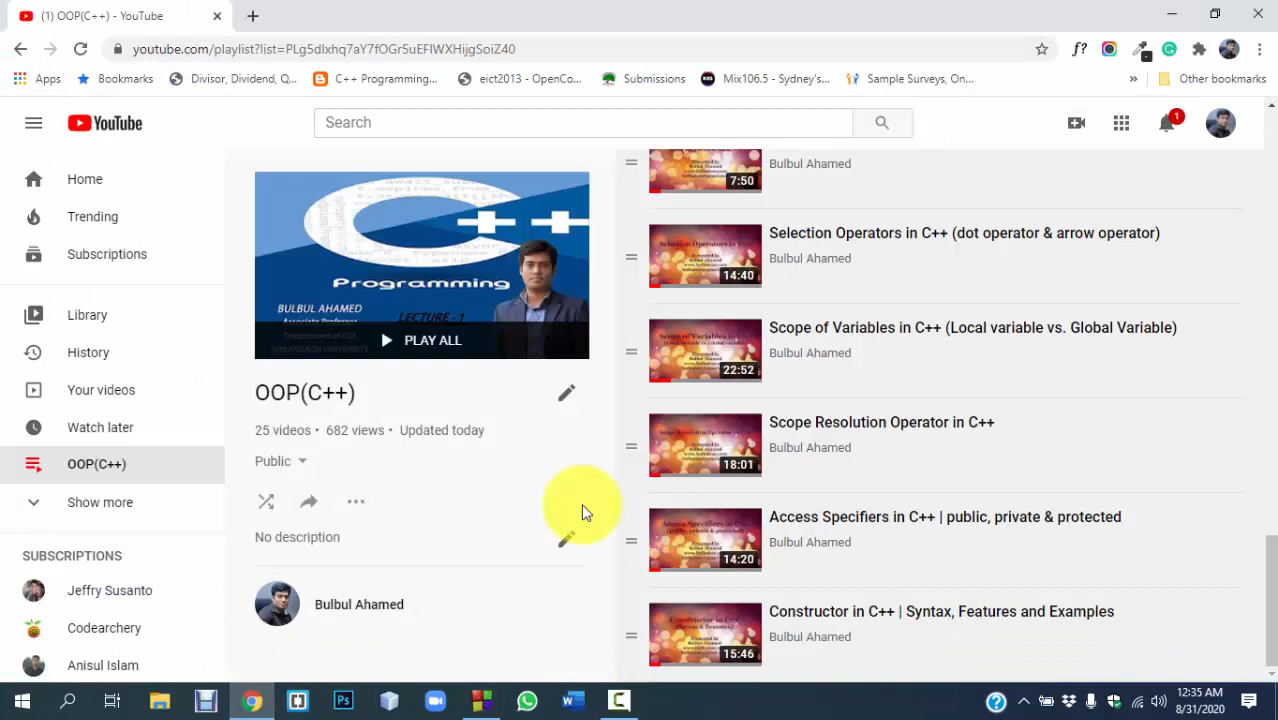 (1) OOP(C++) - YouTube
youtube.com/playlist?list=PLg5dIxhq7aY7fOGr5uEFIWXHijgSoiZ40
f?
Apps
Bookmarks
Divisor, Dividend, Q...
C++ Programming...
eict2013 - OpenCo...
Submissions
Mix106.5 - Sydney's...
Sample Surveys, On...
»
Other bookmarks
YouTube
Search
1
Home
Trending
Subscriptions
Library
History
Your videos
Watch later
OOP(C++)
Show more
SUBSCRIPTIONS
Jeffry Susanto
Codearchery
Anisul Islam
C++
Programming
BULBUL AHAMED
Associate Professor
LECTURE - 1
PLAY ALL
OOP(C++)
25 videos • 682 views • Updated today
Public
No description
Bulbul Ahamed
7:50
Bulbul Ahamed
14:40
Selection Operators in C++ (dot operator & arrow operator)
Bulbul Ahamed
22:52
Scope of Variables in C++ (Local variable vs. Global Variable)
Bulbul Ahamed
18:01
Scope Resolution Operator in C++
Bulbul Ahamed
14:20
Access Specifiers in C++ | public, private & protected
Bulbul Ahamed
15:46
Constructor in C++ | Syntax, Features and Examples
Bulbul Ahamed
12:35 AM
8/31/2020